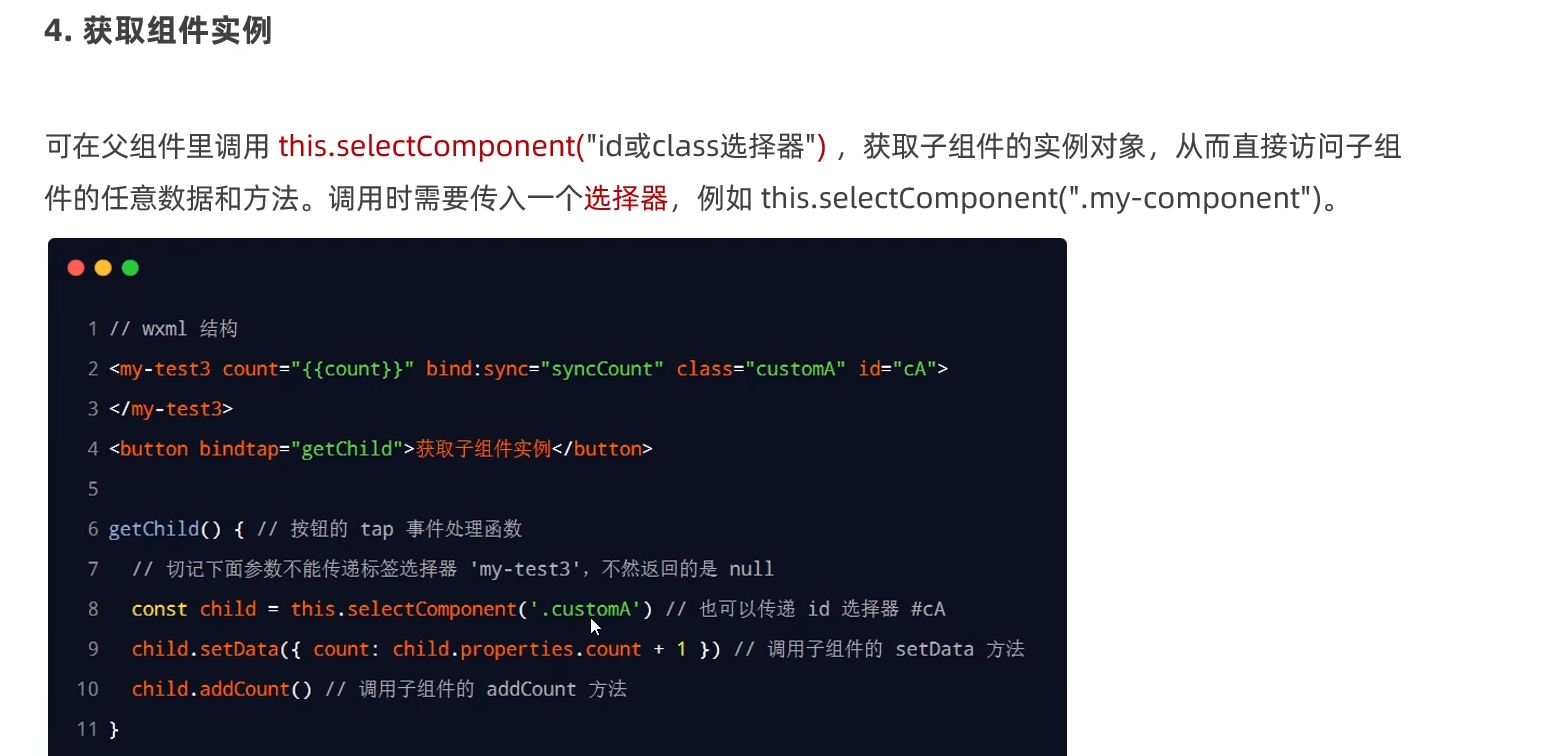 4. 获取组件实例
可在父组件里调用 this.selectComponent("id或class选择器") ，获取子组件的实例对象，从而直接访问子组
件的任意数据和方法。调用时需要传入一个选择器，例如 this.selectComponent(".my-component")。
1 // wxml 结构
2 <my-test3 count="{{count}}" bind:sync="syncCount" class="customA" id="cA">
3 </my-test3>
4 <button bindtap="getChild">获取子组件实例</button>
5
6 getChild() { // 按钮的 tap 事件处理函数
7 // 切记下面参数不能传递标签选择器 'my-test3'，不然返回的是 null
8 const child = this.selectComponent('.customA') // 也可以传递 id 选择器 #cA
9 child.setData({ count: child.properties.count + 1 }) // 调用子组件的 setData 方法
10 child.addCount() // 调用子组件的 addCount 方法
11 }